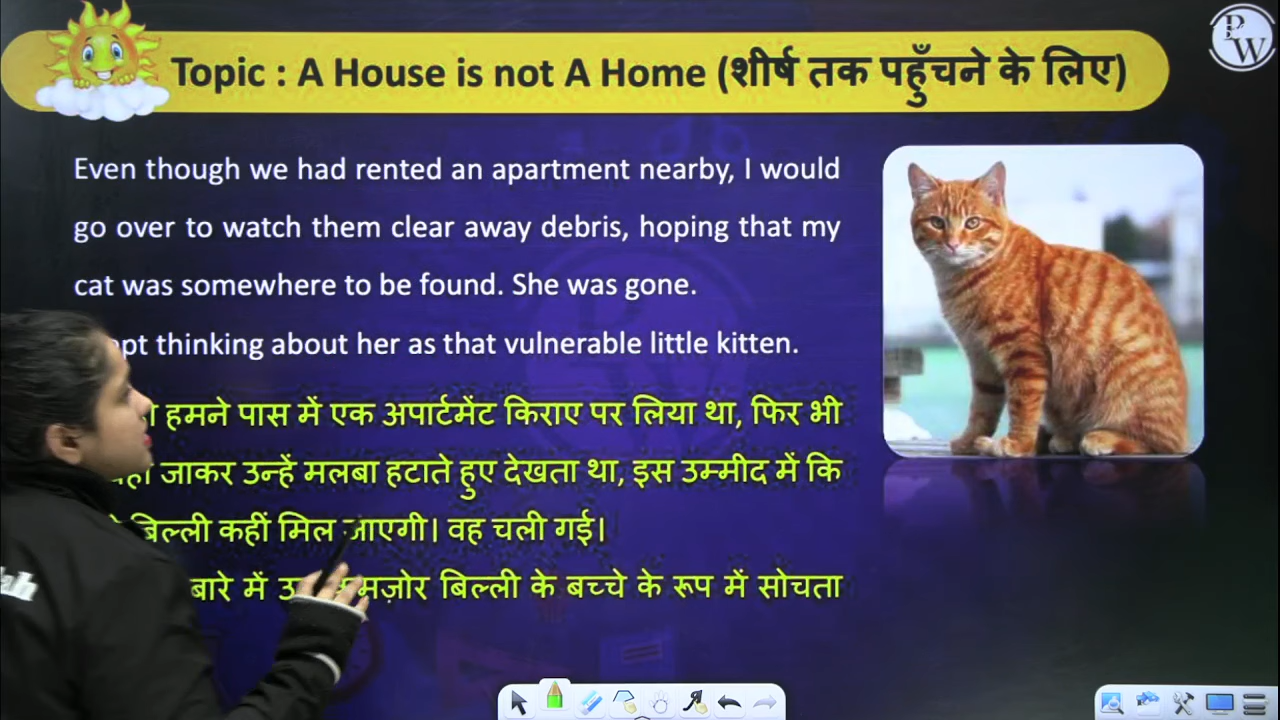 Topic : A House is not A Home (शीर्ष तक पहुँचने के लिए)
PW
Even though we had rented an apartment nearby, I would
go over to watch them clear away debris, hoping that my
cat was somewhere to be found. She was gone.
thinking about her as that vulnerable little kitten.
हमने पास में एक अपार्टमेंट किराए पर लिया था, फिर भी
जाकर उन्हें मलबा हटाते हुए देखता था, इस उम्मीद में कि
बिल्ली कहीं मिल जाएगी। वह चली गई।
बारे में बिल्ली के बच्चे के रूप में सोचता